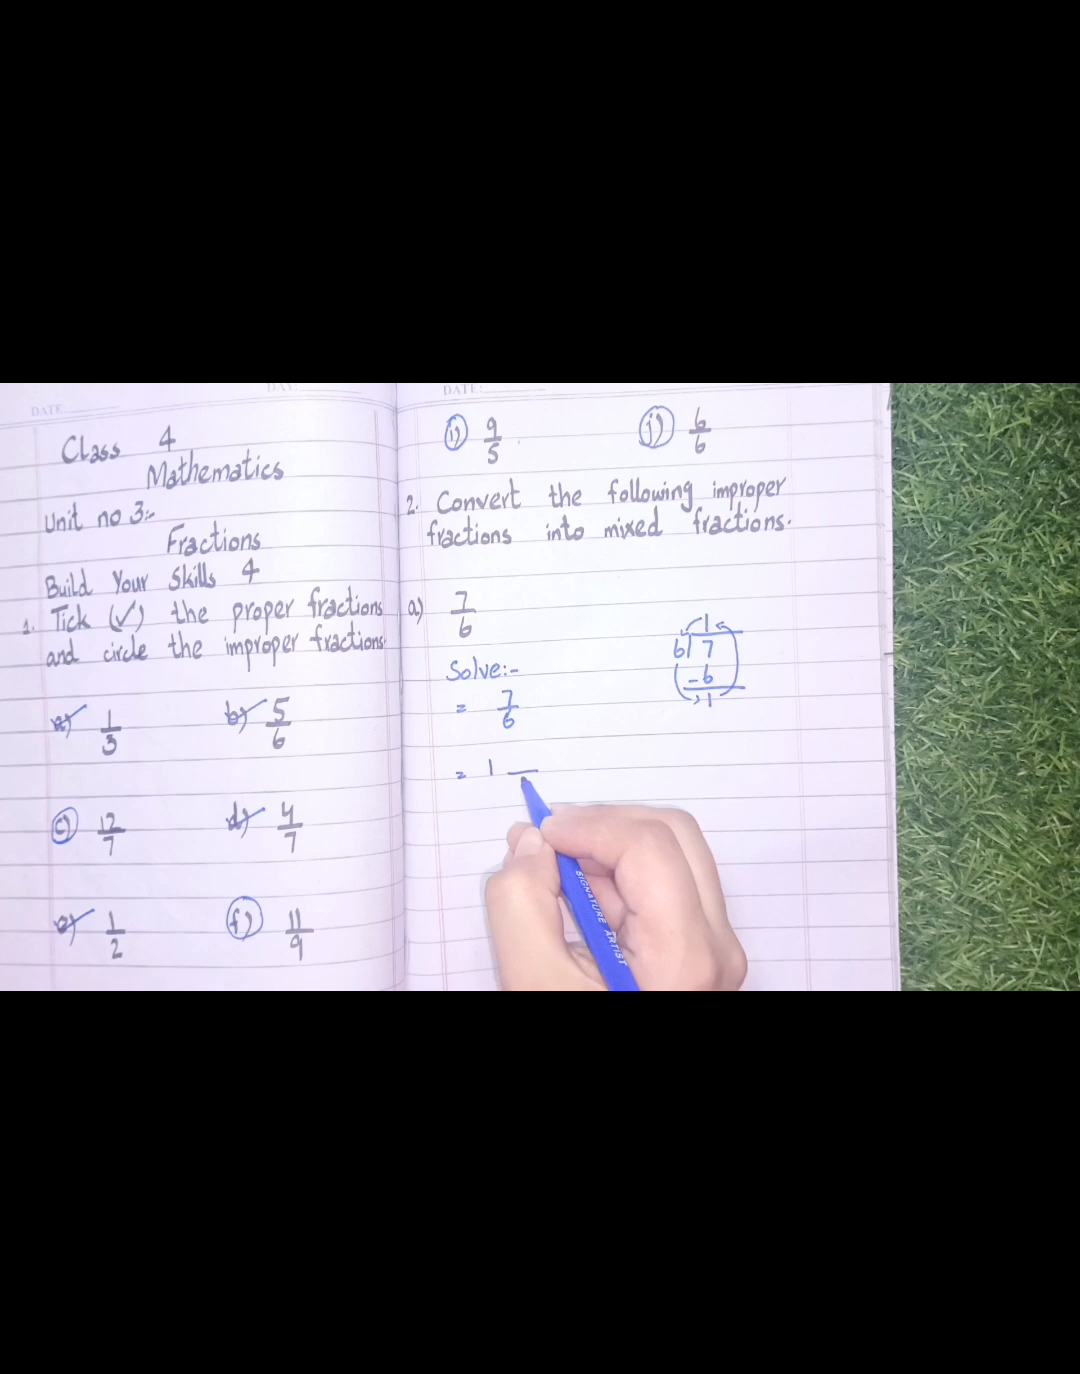 DATE
DAY:
Class 4
Mathematics
Unit no 3:-
Fractions
Build Your Skills 4
1. Tick (✓) the proper fractions
and circle the improper fractions.
a) 1/3
b) 5/6
c) 12/7
d) 4/7
e) 1/2
f) 11/9
DATE:
i) 9/5
j) 6/6
2. Convert the following improper
fractions into mixed fractions.
a) 7/6
Solve:-
= 7/6
= 1
1
6 7
-6
1
SIGNATURE ARTIST